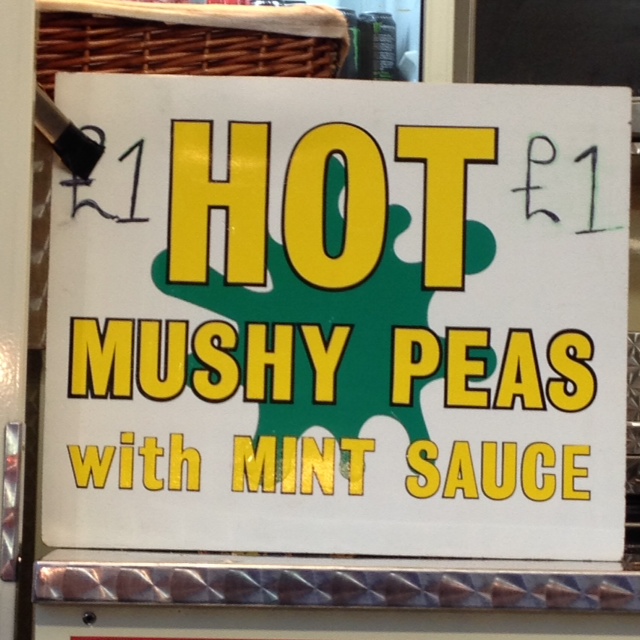 £1 HOT £1
MUSHY PEAS
with MINT SAUCE